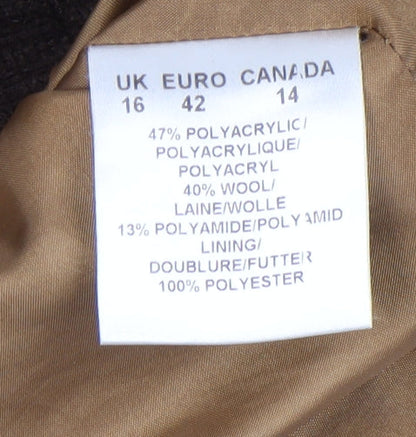 UK EURO CANADA
16 42 14
47% POLYACRYLIC/
POLYACRYLIQUE/
POLYACRYL
40% WOOL/
LAINE/WOLLE
13% POLYAMIDE/POLYAMID
LINING/
DOUBLURE/FUTTER
100% POLYESTER